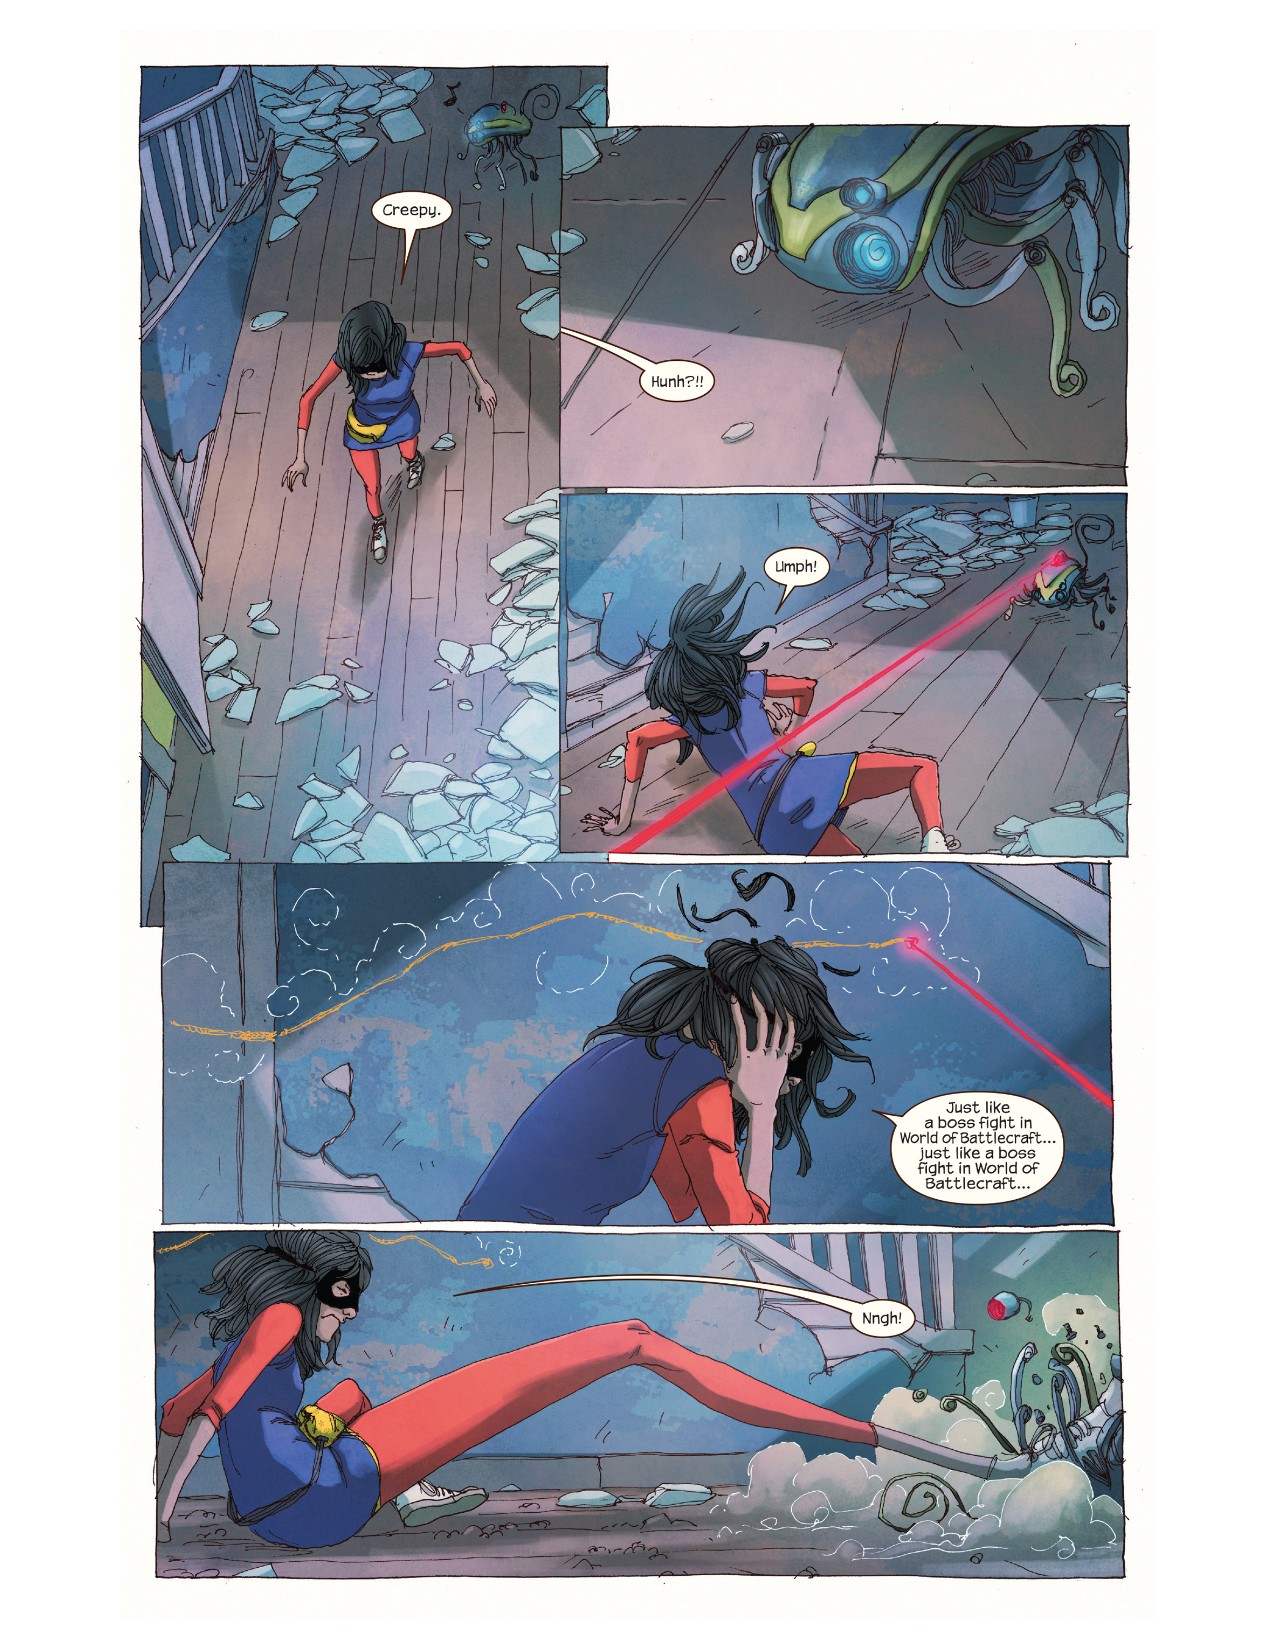 Creepy.
Hunh?!!
Umph!
Just like
a boss fight in
World of Battlecraft...
just like a boss
fight in World of
Battlecraft...
Nngh!